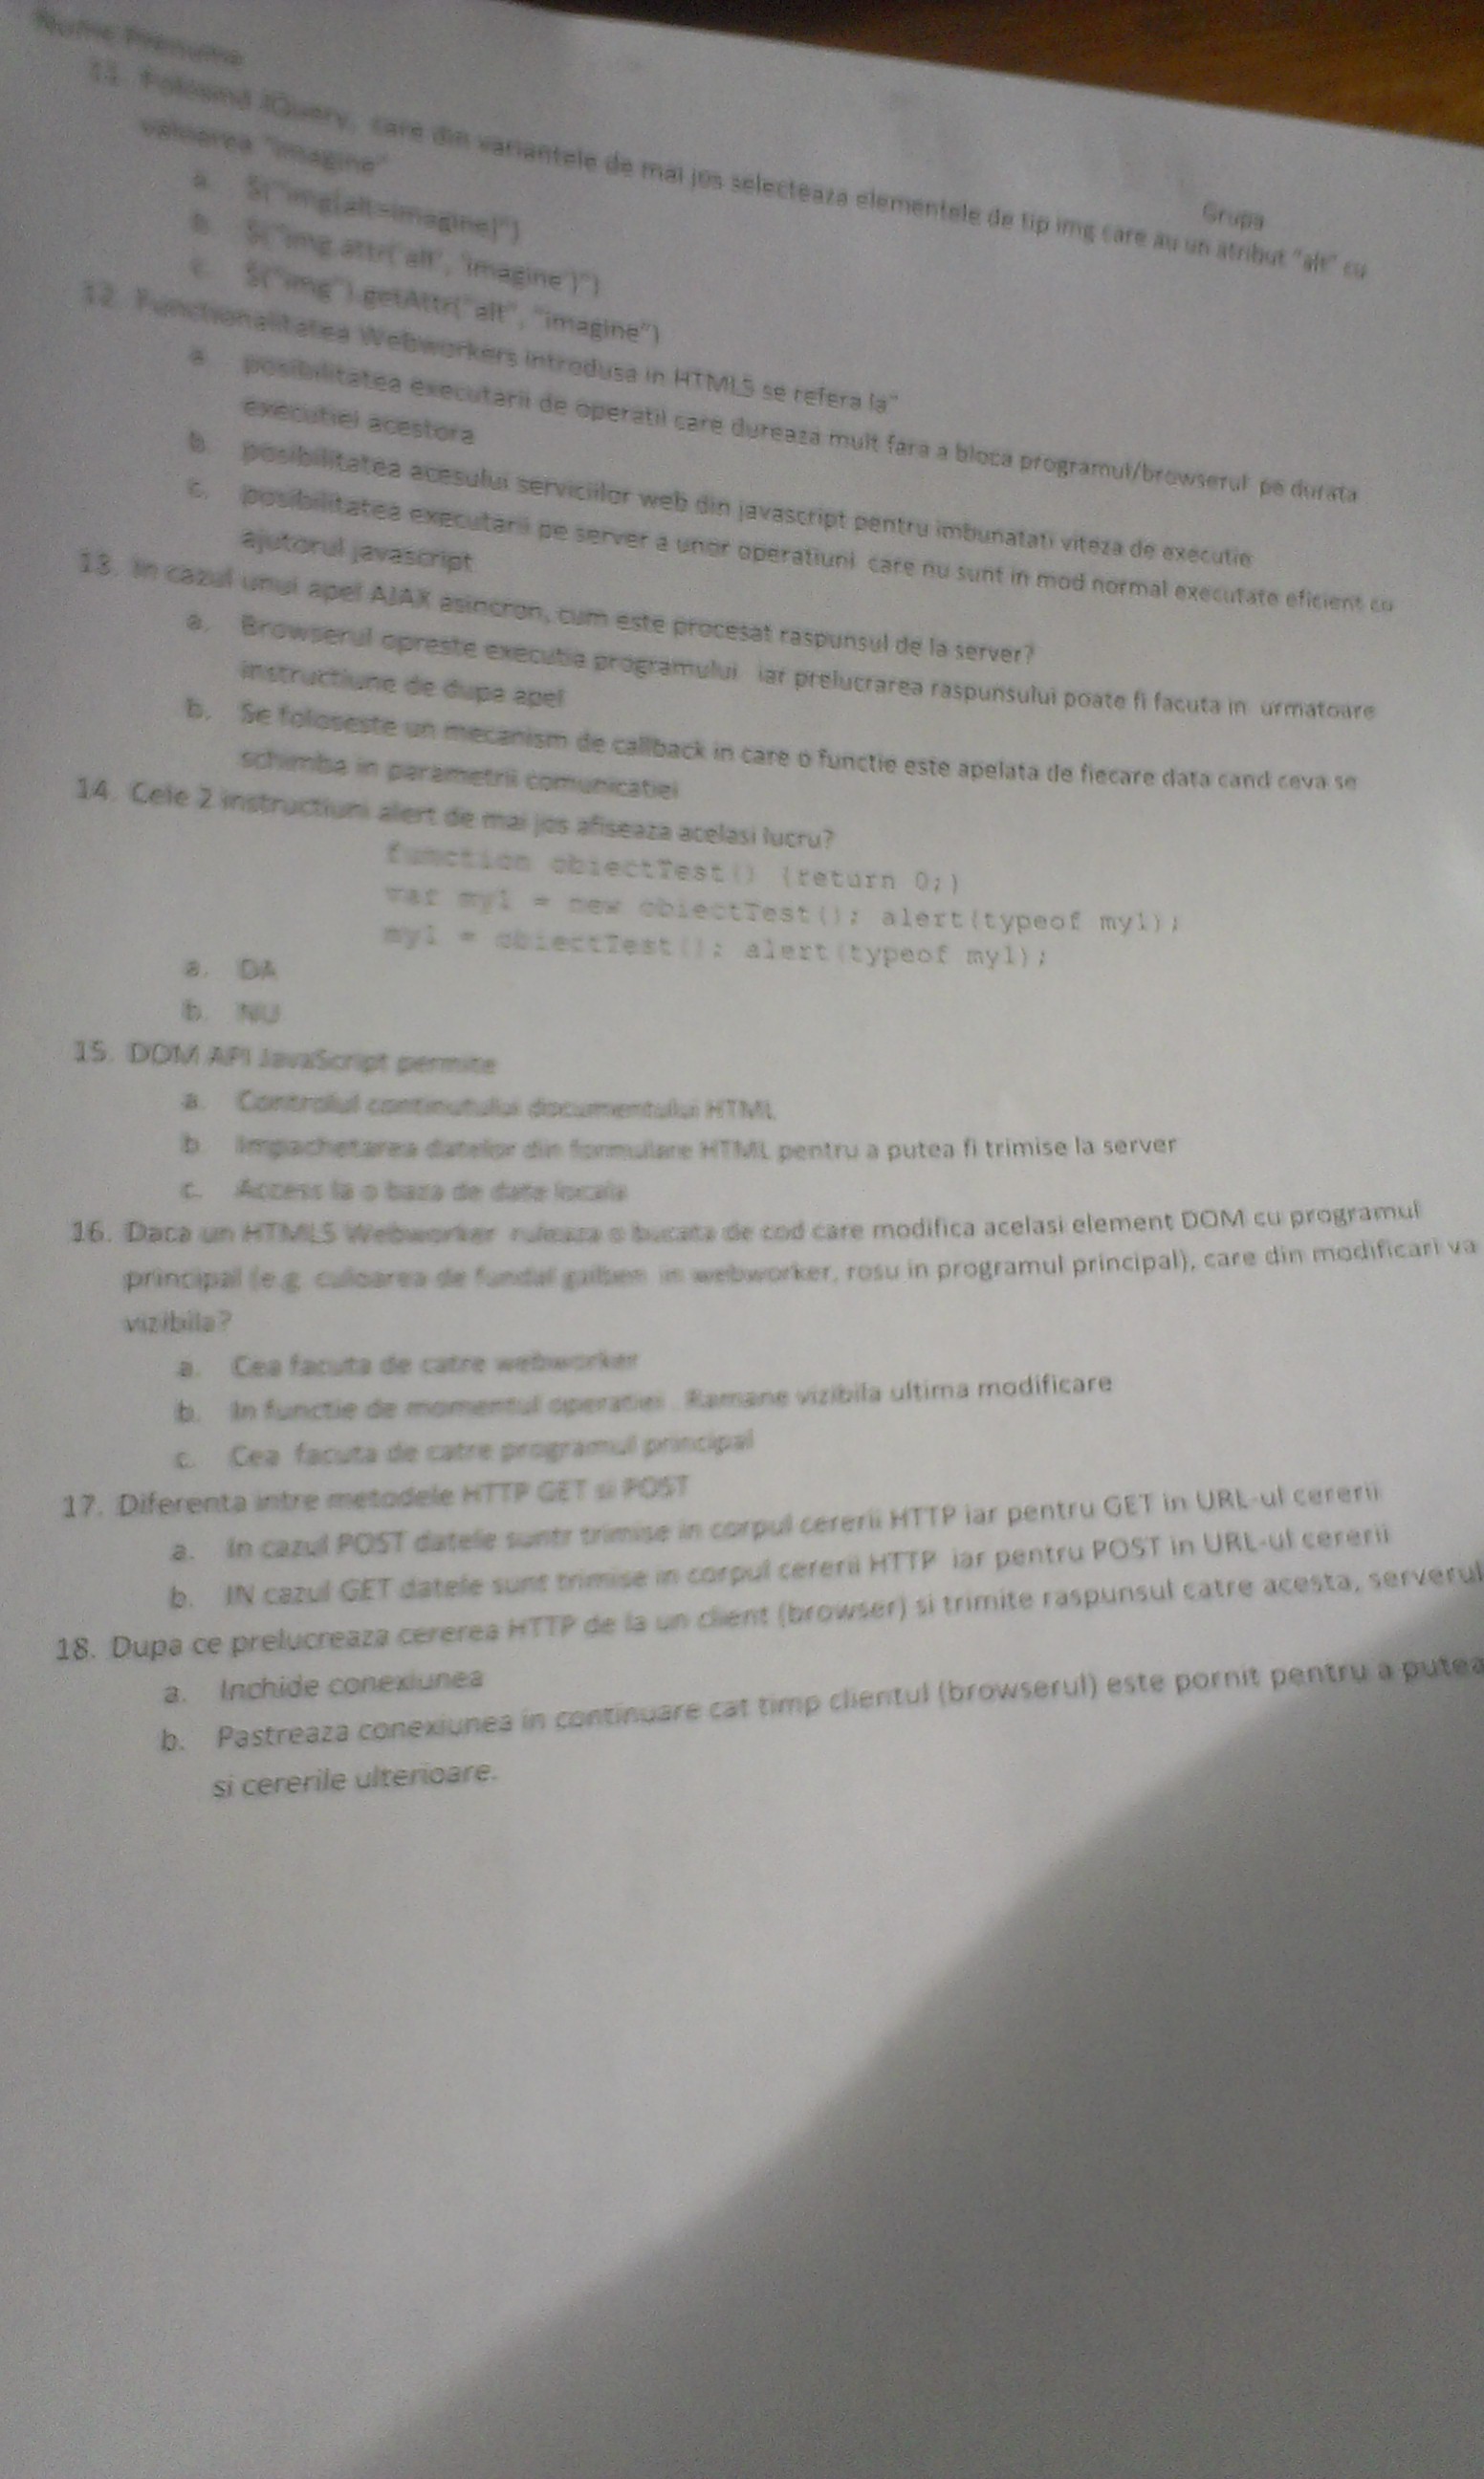 Nume Prenume
Grupa
11. Folosind JQuery, care din variantele de mai jos selecteaza elementele de tip img care au un atribut "alt" cu
valoarea "imagine"
a. $("img[alt=imagine]")
b. $("img.attr('alt', 'imagine')")
c. $("img").getAttr("alt", "imagine")
12. Functionalitatea Webworkers introdusa in HTML5 se refera la"
a. posibilitatea executarii de operatii care dureaza mult fara a bloca programul/browserul pe durata
executiei acestora
b. posibilitatea acesului serviciilor web din javascript pentru imbunatati viteza de executie
c. posibilitatea executarii pe server a unor operatiuni care nu sunt in mod normal executate eficient cu
ajutorul javascript
13. In cazul unui apel AJAX asincron, cum este procesat raspunsul de la server?
a. Browserul opreste executia programului iar prelucrarea raspunsului poate fi facuta in urmatoare
instructiune de dupa apel
b. Se foloseste un mecanism de callback in care o functie este apelata de fiecare data cand ceva se
schimba in parametrii comunicatiei
14. Cele 2 instructiuni alert de mai jos afiseaza acelasi lucru?
function obiectTest() {return 0;}
var my1 = new obiectTest(); alert(typeof my1);
my1 = obiectTest(); alert(typeof my1);
a. DA
b. NU
15. DOM API JavaScript permite
a. Controlul continutului documentului HTML
b. Impachetarea datelor din formulare HTML pentru a putea fi trimise la server
c. Access la o baza de date locala
16. Daca un HTML5 Webworker ruleaza o bucata de cod care modifica acelasi element DOM cu programul
principal (e.g. culoarea de fundal galben in webworker, rosu in programul principal), care din modificari va
vizibila?
a. Cea facuta de catre webworker
b. In functie de momentul operatiei. Ramane vizibila ultima modificare
c. Cea facuta de catre programul principal
17. Diferenta intre metodele HTTP GET si POST
a. In cazul POST datele suntr trimise in corpul cererii HTTP iar pentru GET in URL-ul cererii
b. IN cazul GET datele sunt trimise in corpul cererii HTTP iar pentru POST in URL-ul cererii
18. Dupa ce prelucreaza cererea HTTP de la un client (browser) si trimite raspunsul catre acesta, serverul
a. Inchide conexiunea
b. Pastreaza conexiunea in continuare cat timp clientul (browserul) este pornit pentru a putea
si cererile ulterioare.